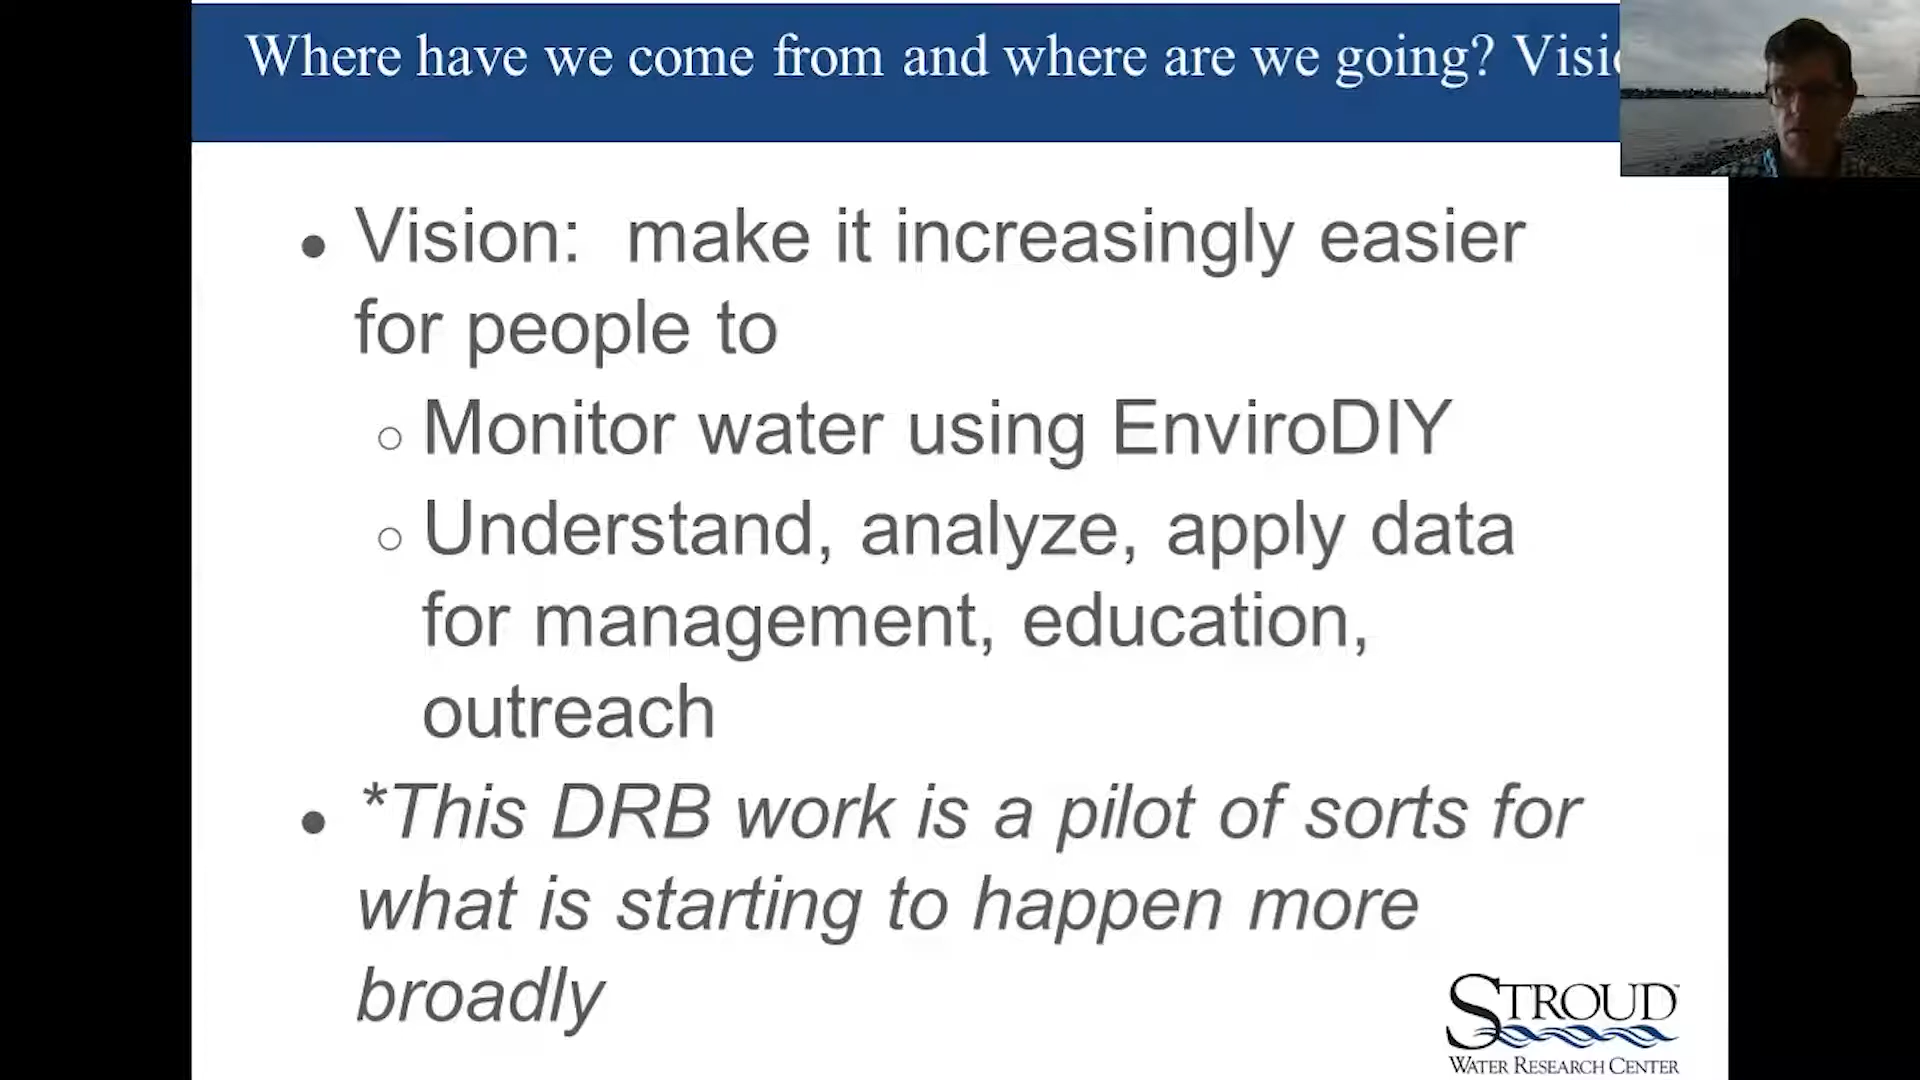 Where have we come from and where are we going?
• Vision: make it increasingly easier
for people to
○ Monitor water using EnviroDIY
○ Understand, analyze, apply data
for management, education,
outreach
• *This DRB work is a pilot of sorts for
what is starting to happen more
broadly
STROUD
WATER RESEARCH CENTER